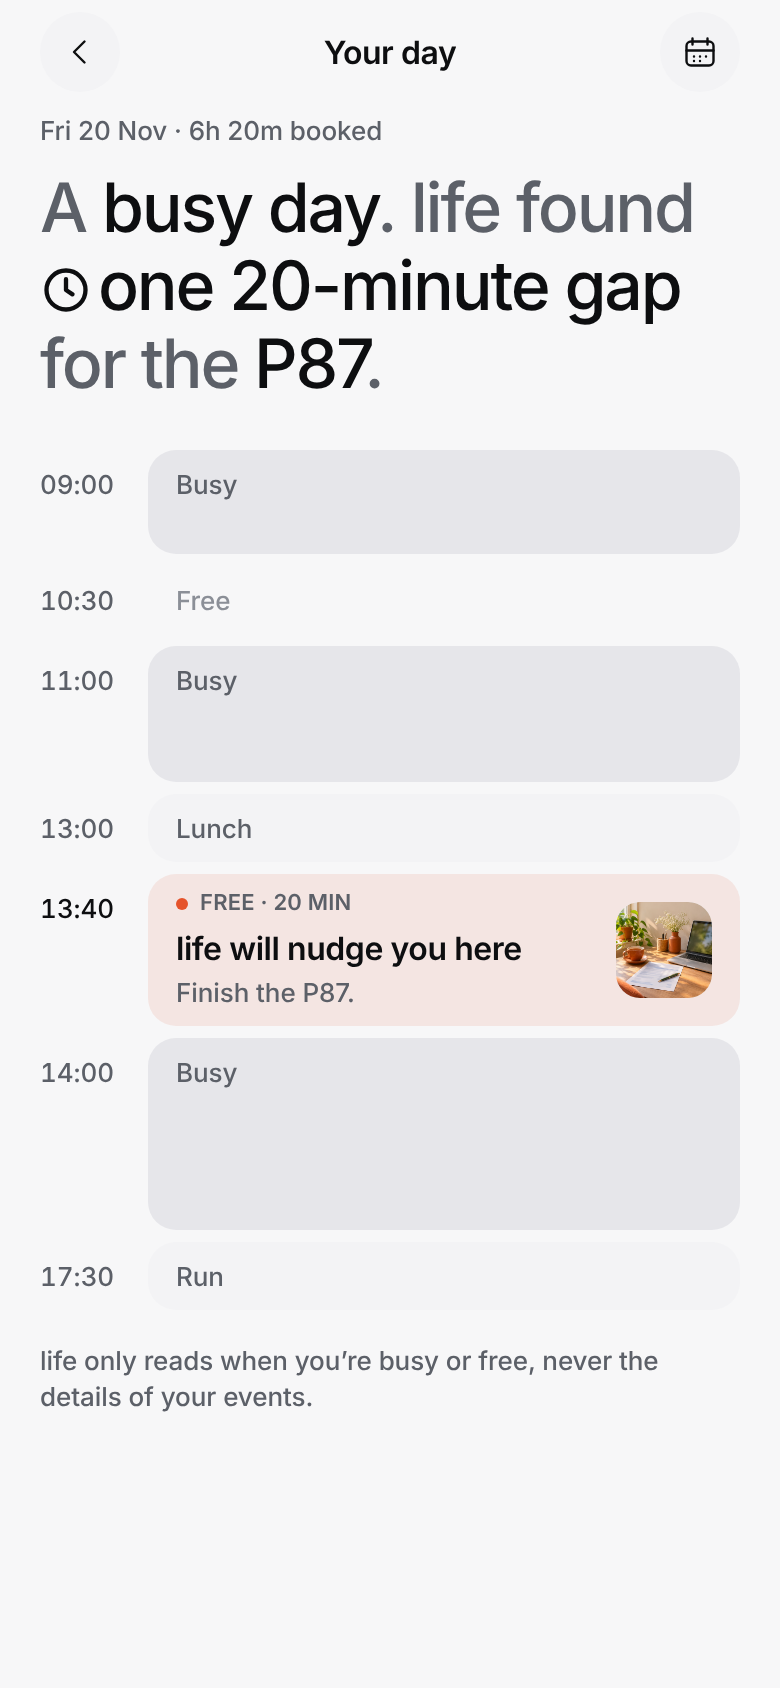 Your day
Fri 20 Nov · 6h 20m booked
A busy day. life found
one 20-minute gap
for the P87.
09:00 Busy
10:30 Free
11:00 Busy
13:00 Lunch
13:40 FREE · 20 MIN
life will nudge you here
Finish the P87.
14:00 Busy
17:30 Run
life only reads when you’re busy or free, never the
details of your events.